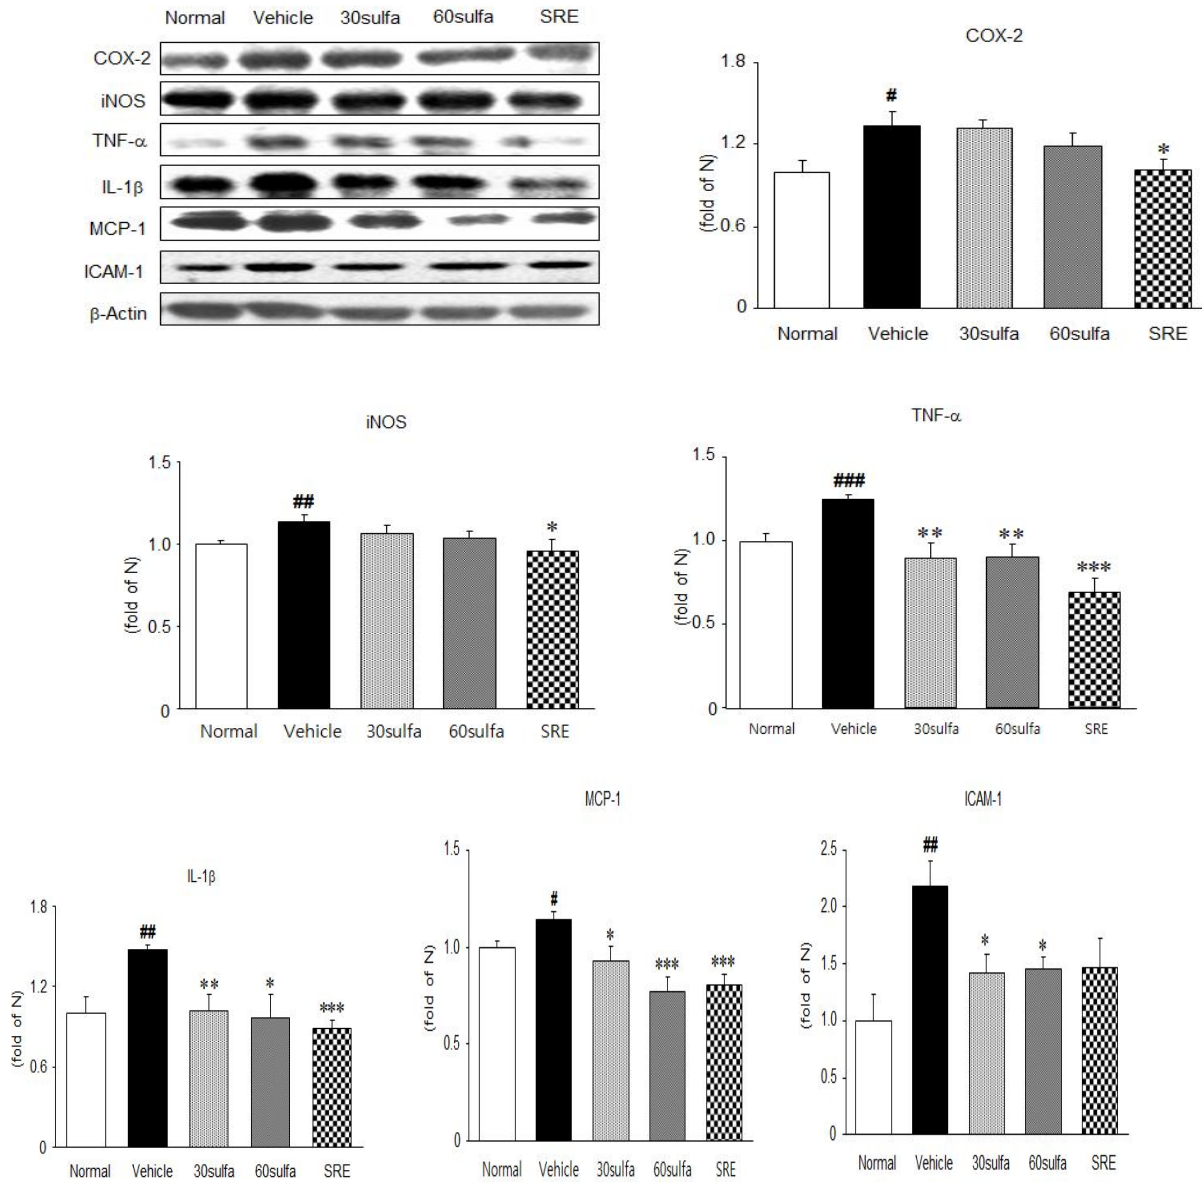 Normal Vehicle 30sulfa 60sulfa SRE
COX-2
iNOS
TNF-α
IL-1β
MCP-1
ICAM-1
β-Actin
COX-2
(fold of N)
1.8
1.2
0.6
0
#
*
Normal Vehicle 30sulfa 60sulfa SRE
iNOS
(fold of N)
1.5
1.0
0.5
0
##
*
Normal Vehicle 30sulfa 60sulfa SRE
TNF-α
(fold of N)
1.5
1.0
0.5
0
###
** ** ***
Normal Vehicle 30sulfa 60sulfa SRE
IL-1β
(fold of N)
1.8
1.2
0.6
0
##
** * ***
Normal Vehicle 30sulfa 60sulfa SRE
MCP-1
(fold of N)
1.5
1.0
0.5
0
#
* *** ***
Normal Vehicle 30sulfa 60sulfa SRE
ICAM-1
(fold of N)
2.5
2.0
1.5
1.0
0.5
0
##
* *
Normal Vehicle 30sulfa 60sulfa SRE